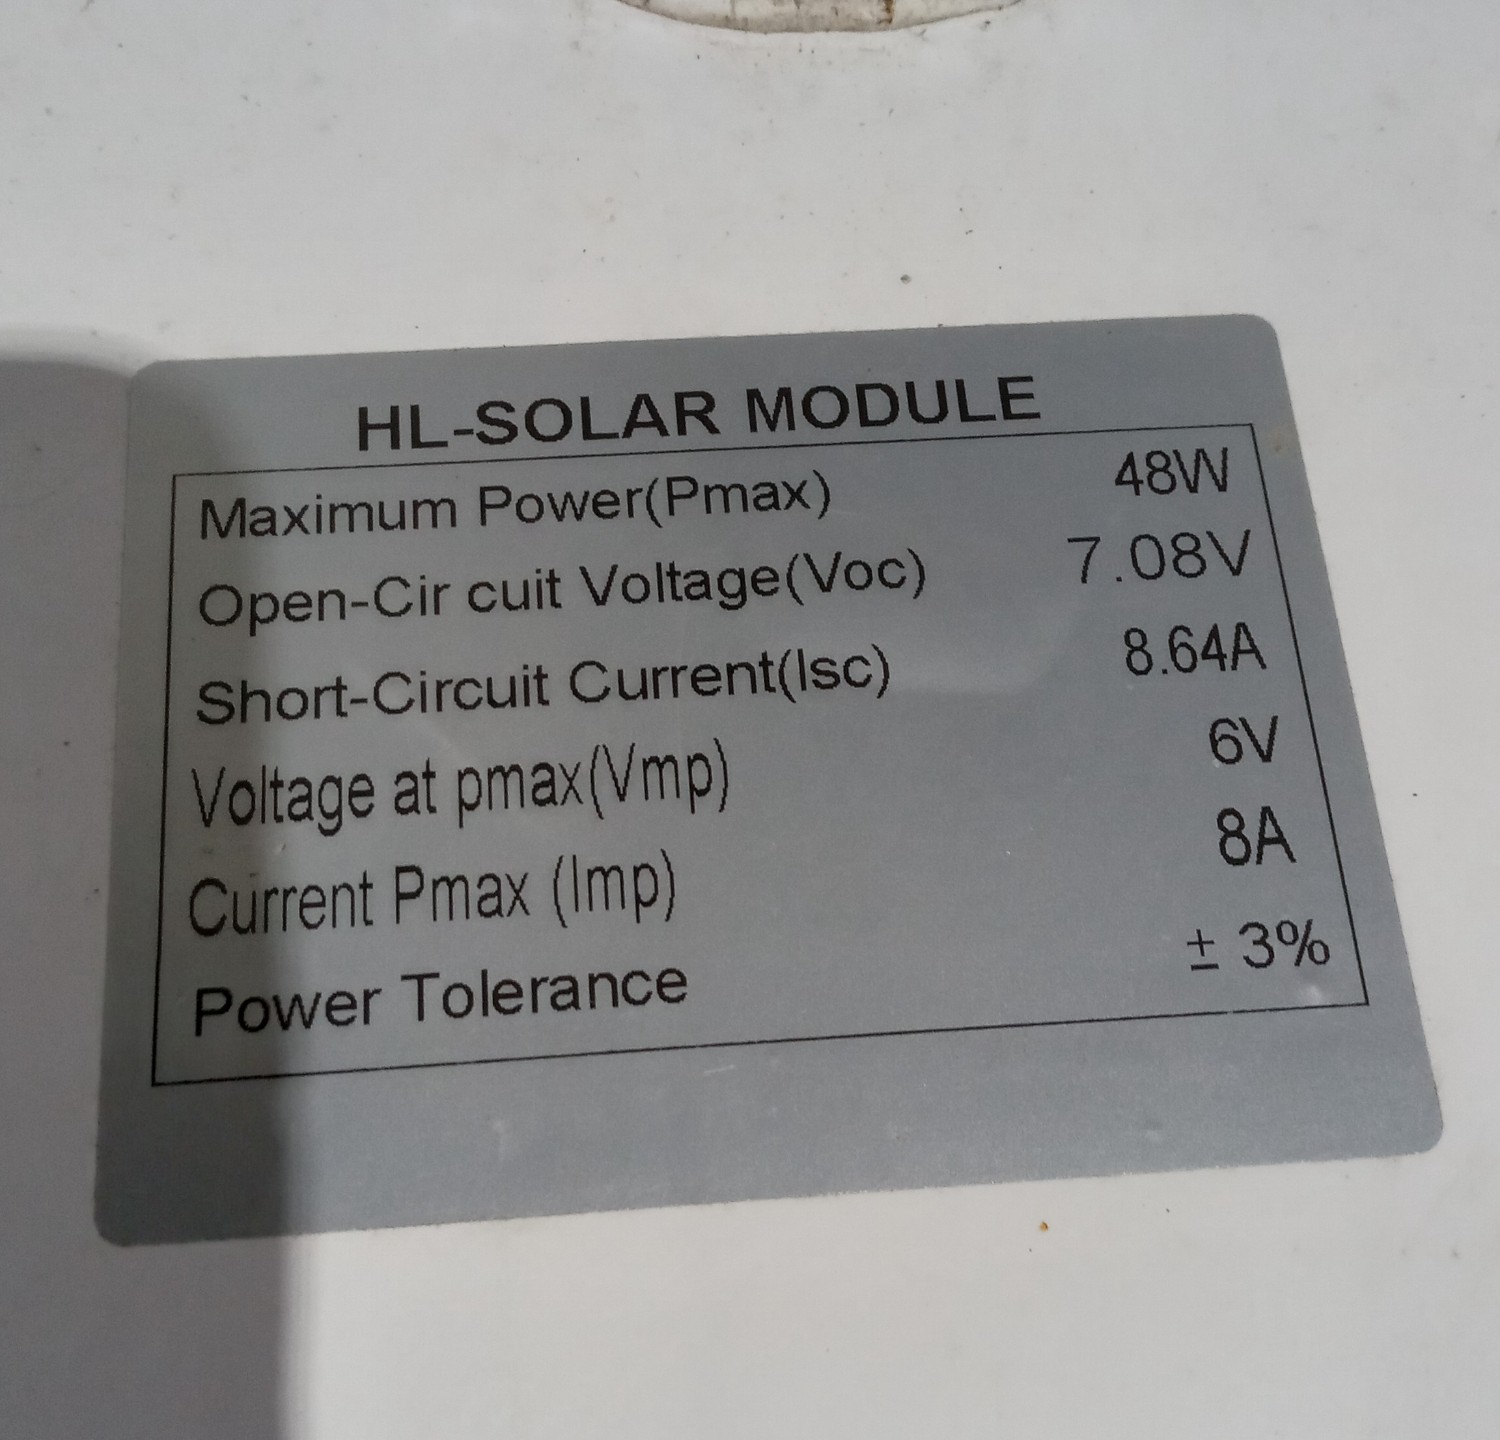 HL-SOLAR MODULE
Maximum Power(Pmax) 48W
Open-Cir cuit Voltage(Voc) 7.08V
Short-Circuit Current(Isc) 8.64A
Voltage at pmax(Vmp) 6V
Current Pmax (Imp) 8A
Power Tolerance ± 3%